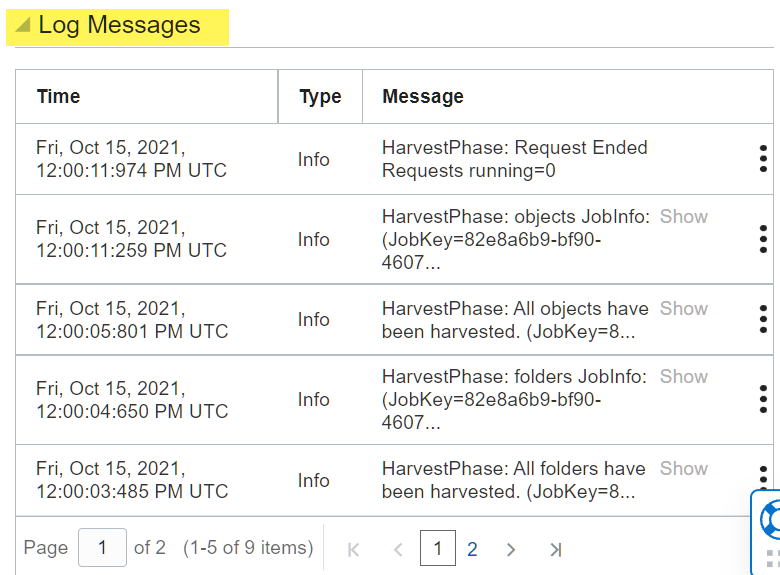 Log Messages
Time Type Message
Fri, Oct 15, 2021,
12:00:11:974 PM UTC
Info
HarvestPhase: Request Ended
Requests running=0
Fri, Oct 15, 2021,
12:00:11:259 PM UTC
Info
HarvestPhase: objects JobInfo: Show
(JobKey=82e8a6b9-bf90-
4607...
Fri, Oct 15, 2021,
12:00:05:801 PM UTC
Info
HarvestPhase: All objects have Show
been harvested. (JobKey=8...
Fri, Oct 15, 2021,
12:00:04:650 PM UTC
Info
HarvestPhase: folders JobInfo: Show
(JobKey=82e8a6b9-bf90-
4607...
Fri, Oct 15, 2021,
12:00:03:485 PM UTC
Info
HarvestPhase: All folders have Show
been harvested. (JobKey=8...
Page 1 of 2 (1-5 of 9 items) 1 2